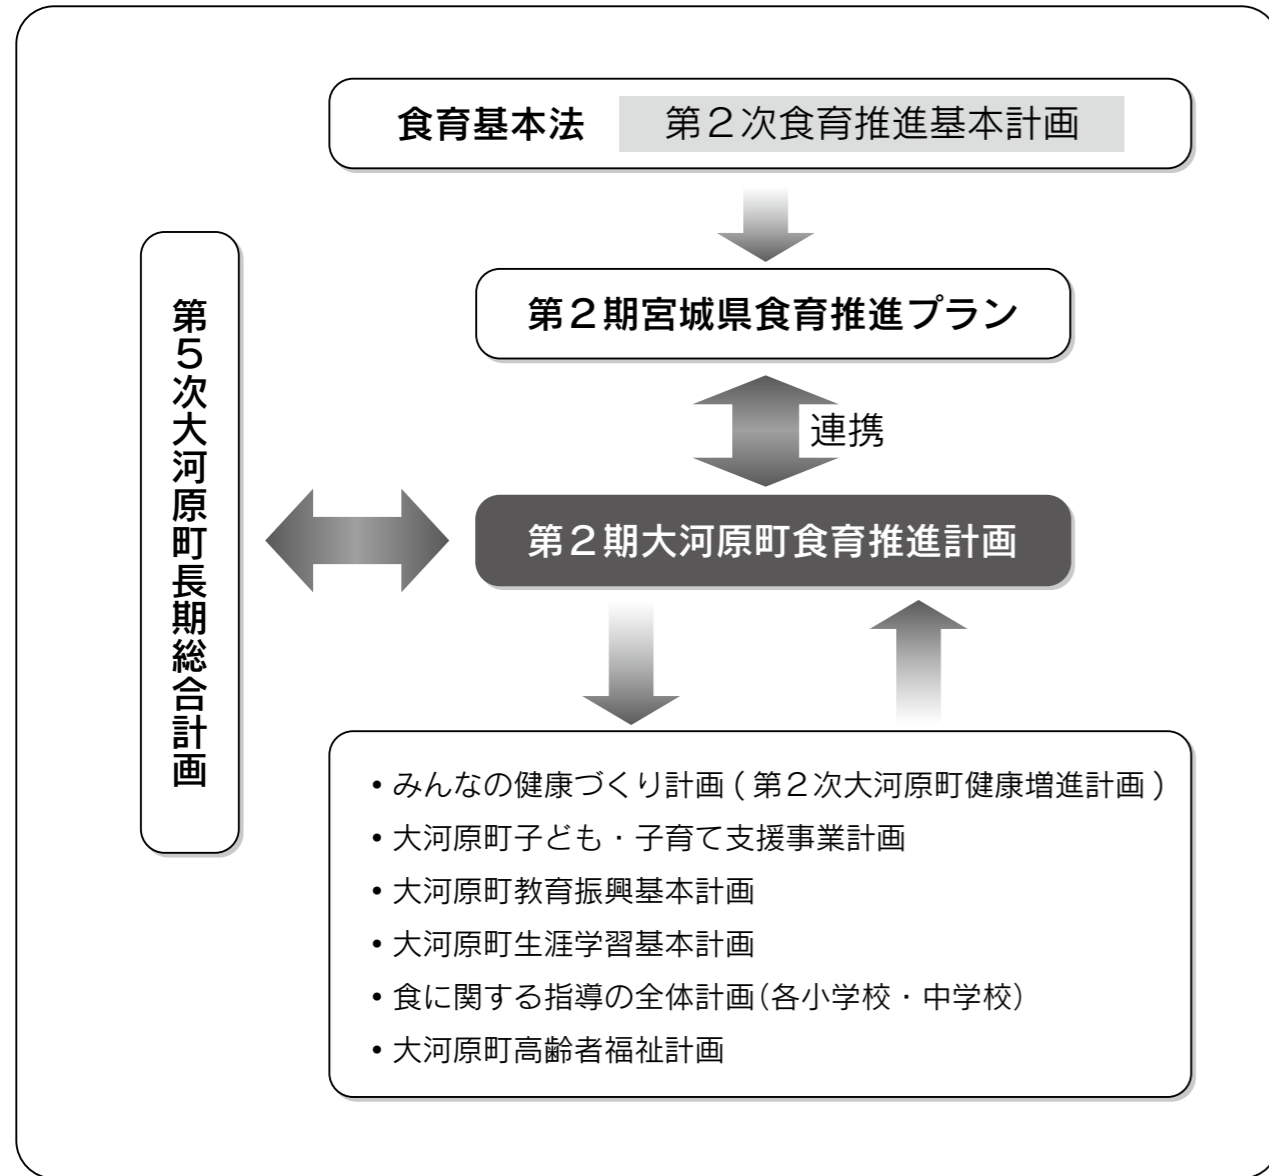 食育基本法 第２次食育推進基本計画
第２期宮城県食育推進プラン
連携
第５次大河原町長期総合計画
第２期大河原町食育推進計画
•みんなの健康づくり計画 ( 第２次大河原町健康増進計画 )
•大河原町子ども・子育て支援事業計画
•大河原町教育振興基本計画
•大河原町生涯学習基本計画
•食に関する指導の全体計画(各小学校・中学校)
•大河原町高齢者福祉計画